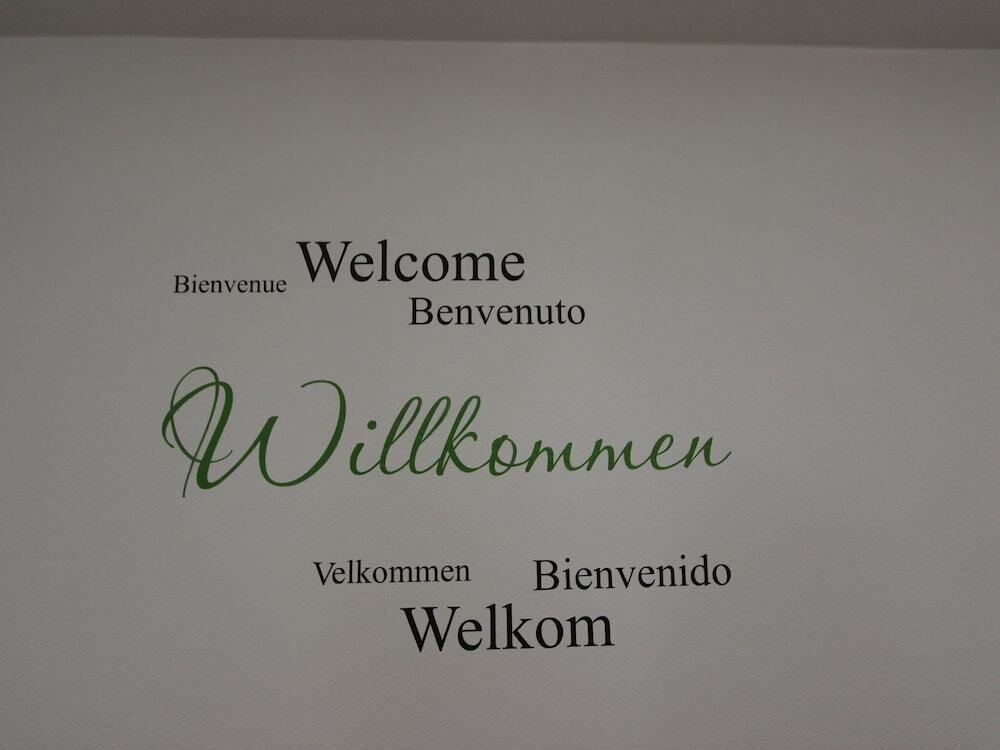 Bienvenue Welcome
Benvenuto
Willkommen
Velkommen Bienvenido
Welkom